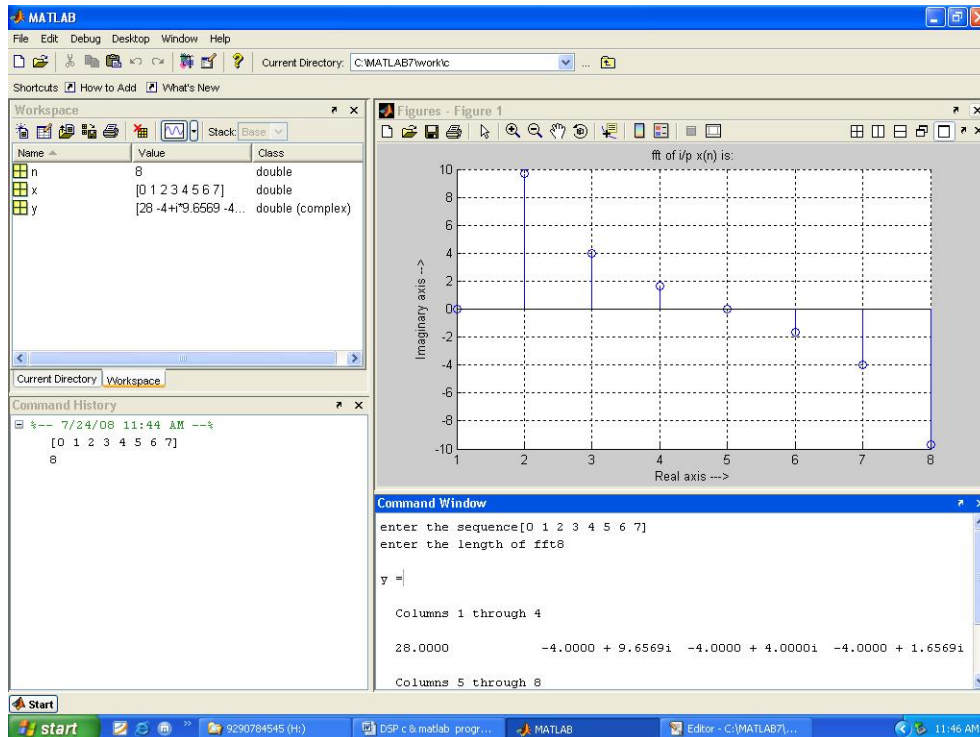 MATLAB
File Edit Debug Desktop Window Help
Current Directory: C:\MATLAB7\work\c ...
Shortcuts How to Add What's New
Workspace
Stack: Base
Name Value Class
n 8 double
x [0 1 2 3 4 5 6 7] double
y [28 -4+i*9.6569 -4... double (complex)
Current Directory Workspace
Command History
%-- 7/24/08 11:44 AM --%
[0 1 2 3 4 5 6 7]
8
Figures - Figure 1
fft of i/p x(n) is:
10
8
6
4
2
0
-2
-4
-6
-8
-10
Imaginary axis -->
1 2 3 4 5 6 7 8
Real axis --->
Command Window
enter the sequence[0 1 2 3 4 5 6 7]
enter the length of fft8
y =
Columns 1 through 4
28.0000 -4.0000 + 9.6569i -4.0000 + 4.0000i -4.0000 + 1.6569i
Columns 5 through 8
Start
start » 9290784545 (H:) DSP c & matlab progr... MATLAB Editor - C:\MATLAB7\... 11:46 AM